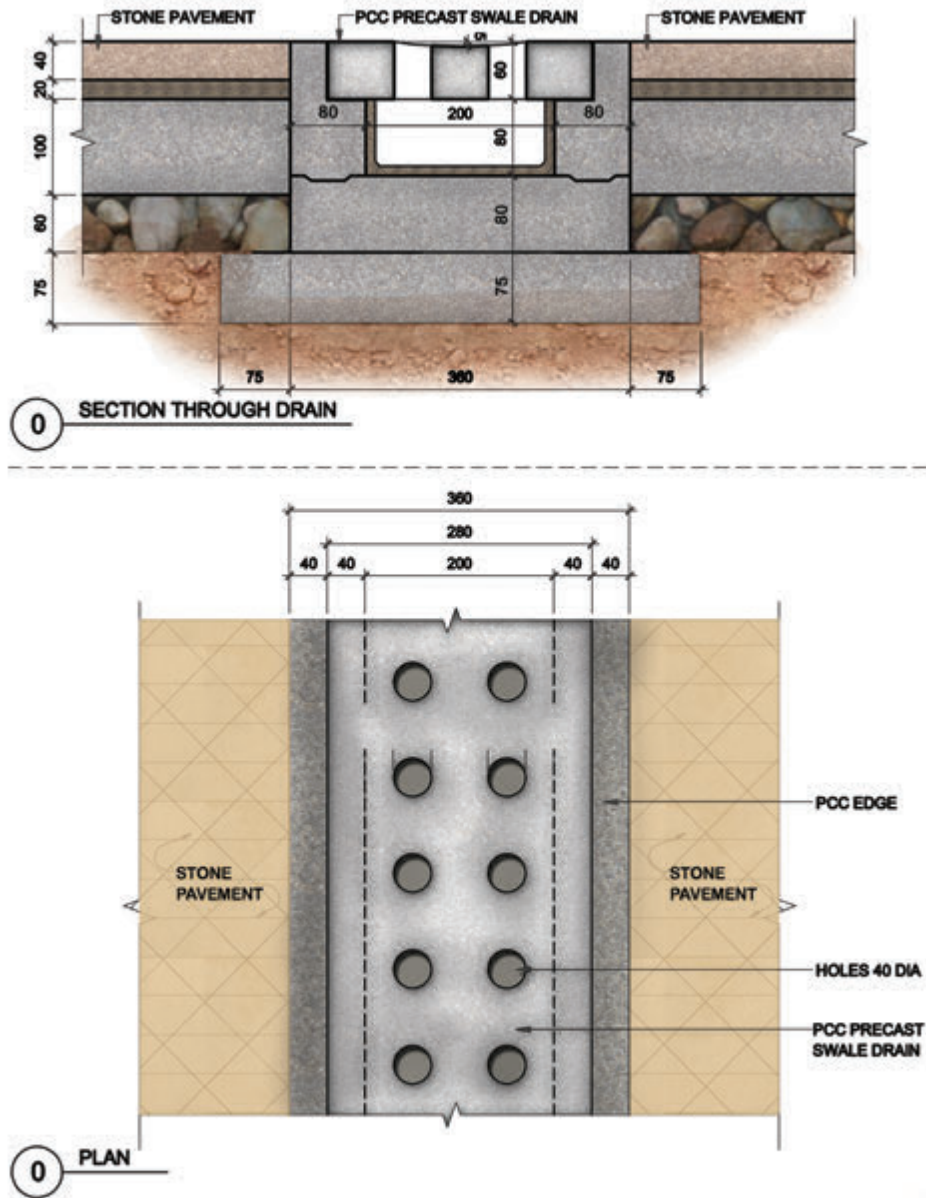 STONE PAVEMENT
PCC PRECAST SWALE DRAIN
STONE PAVEMENT
40
20
100
60
75
5
60
80
200
80
80
80
75
75
360
75
0
SECTION THROUGH DRAIN
360
280
40
40
200
40
40
PCC EDGE
STONE
PAVEMENT
STONE
PAVEMENT
HOLES 40 DIA
PCC PRECAST
SWALE DRAIN
0
PLAN